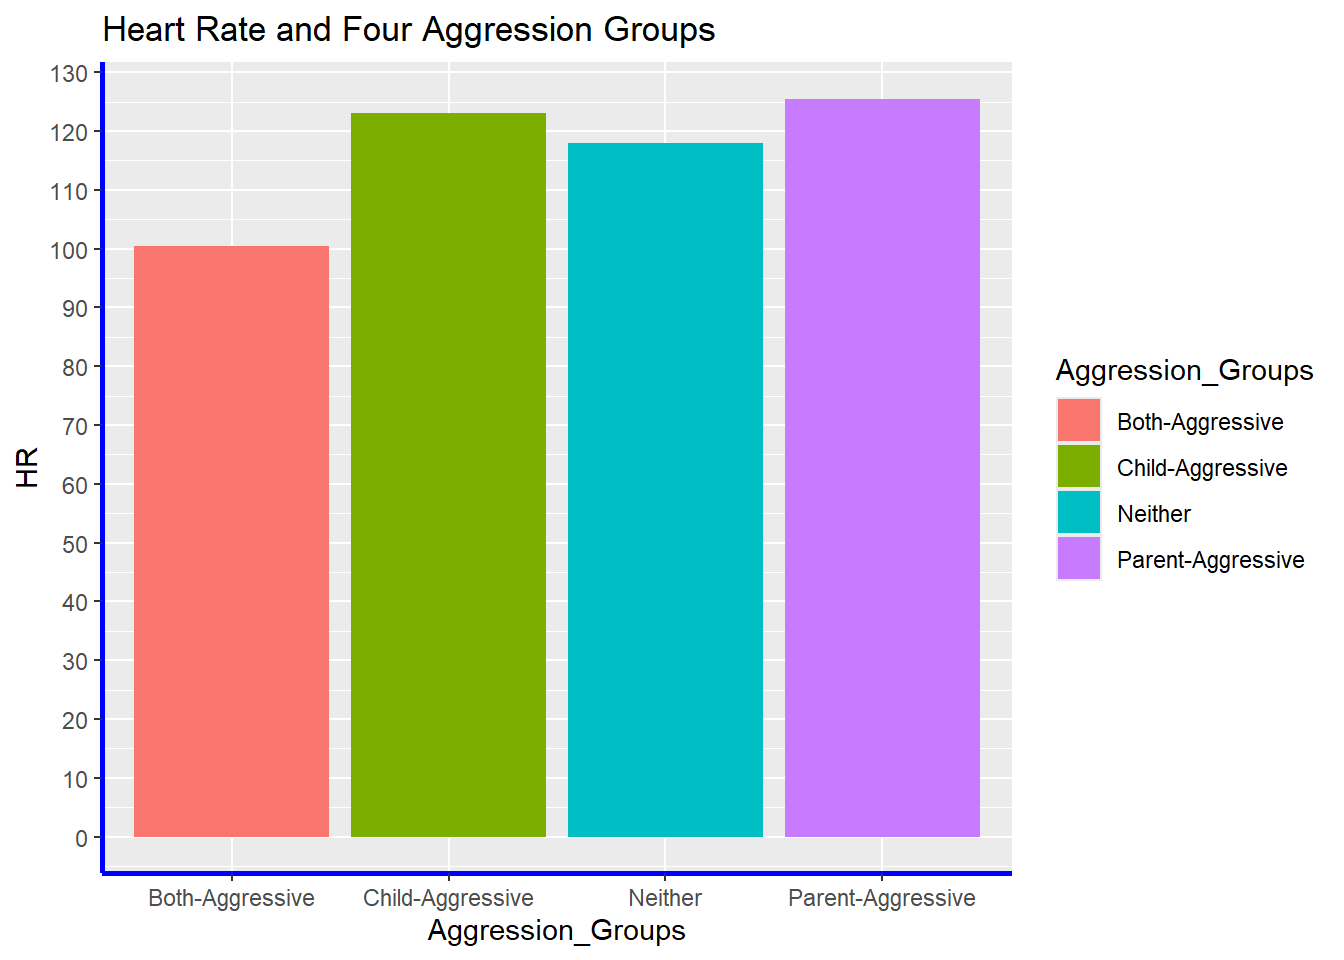 Heart Rate and Four Aggression Groups
130
120
110
100
90
80
70
60
50
40
30
20
10
0
HR
Both-Aggressive
Child-Aggressive
Neither
Parent-Aggressive
Aggression_Groups
Aggression_Groups
Both-Aggressive
Child-Aggressive
Neither
Parent-Aggressive